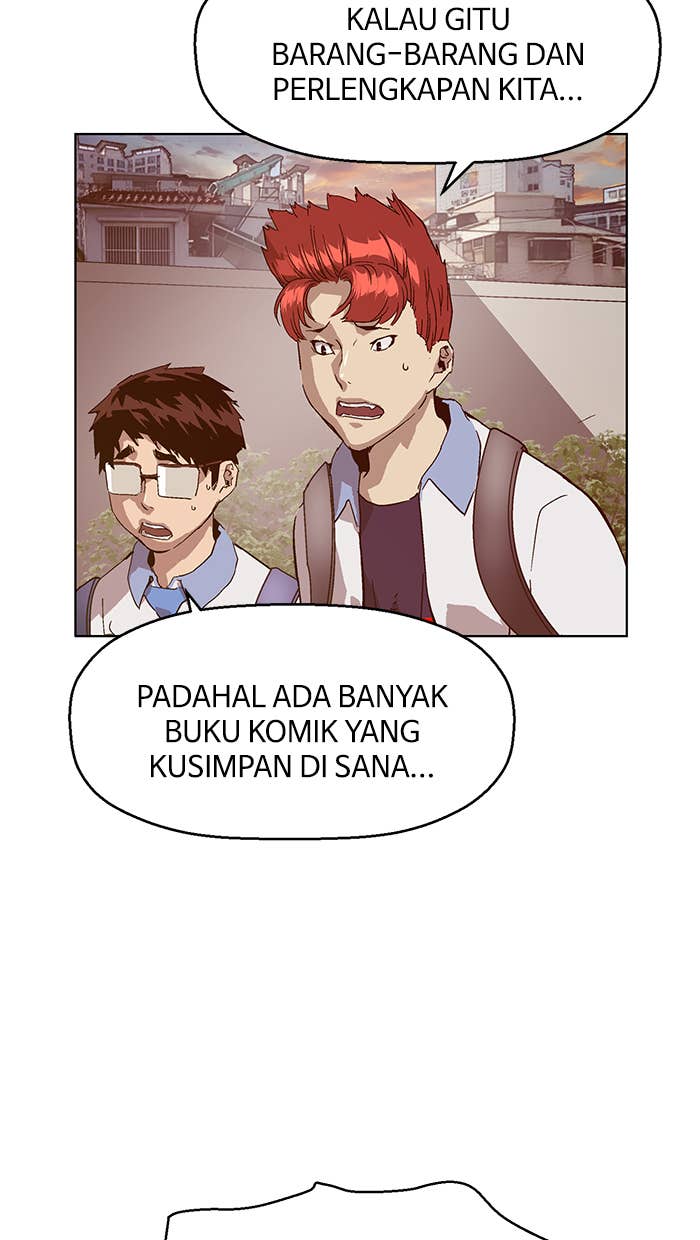 KALAU GITU
BARANG-BARANG DAN
PERLENGKAPAN KITA...
PADAHAL ADA BANYAK
BUKU KOMIK YANG
KUSIMPAN DI SANA...